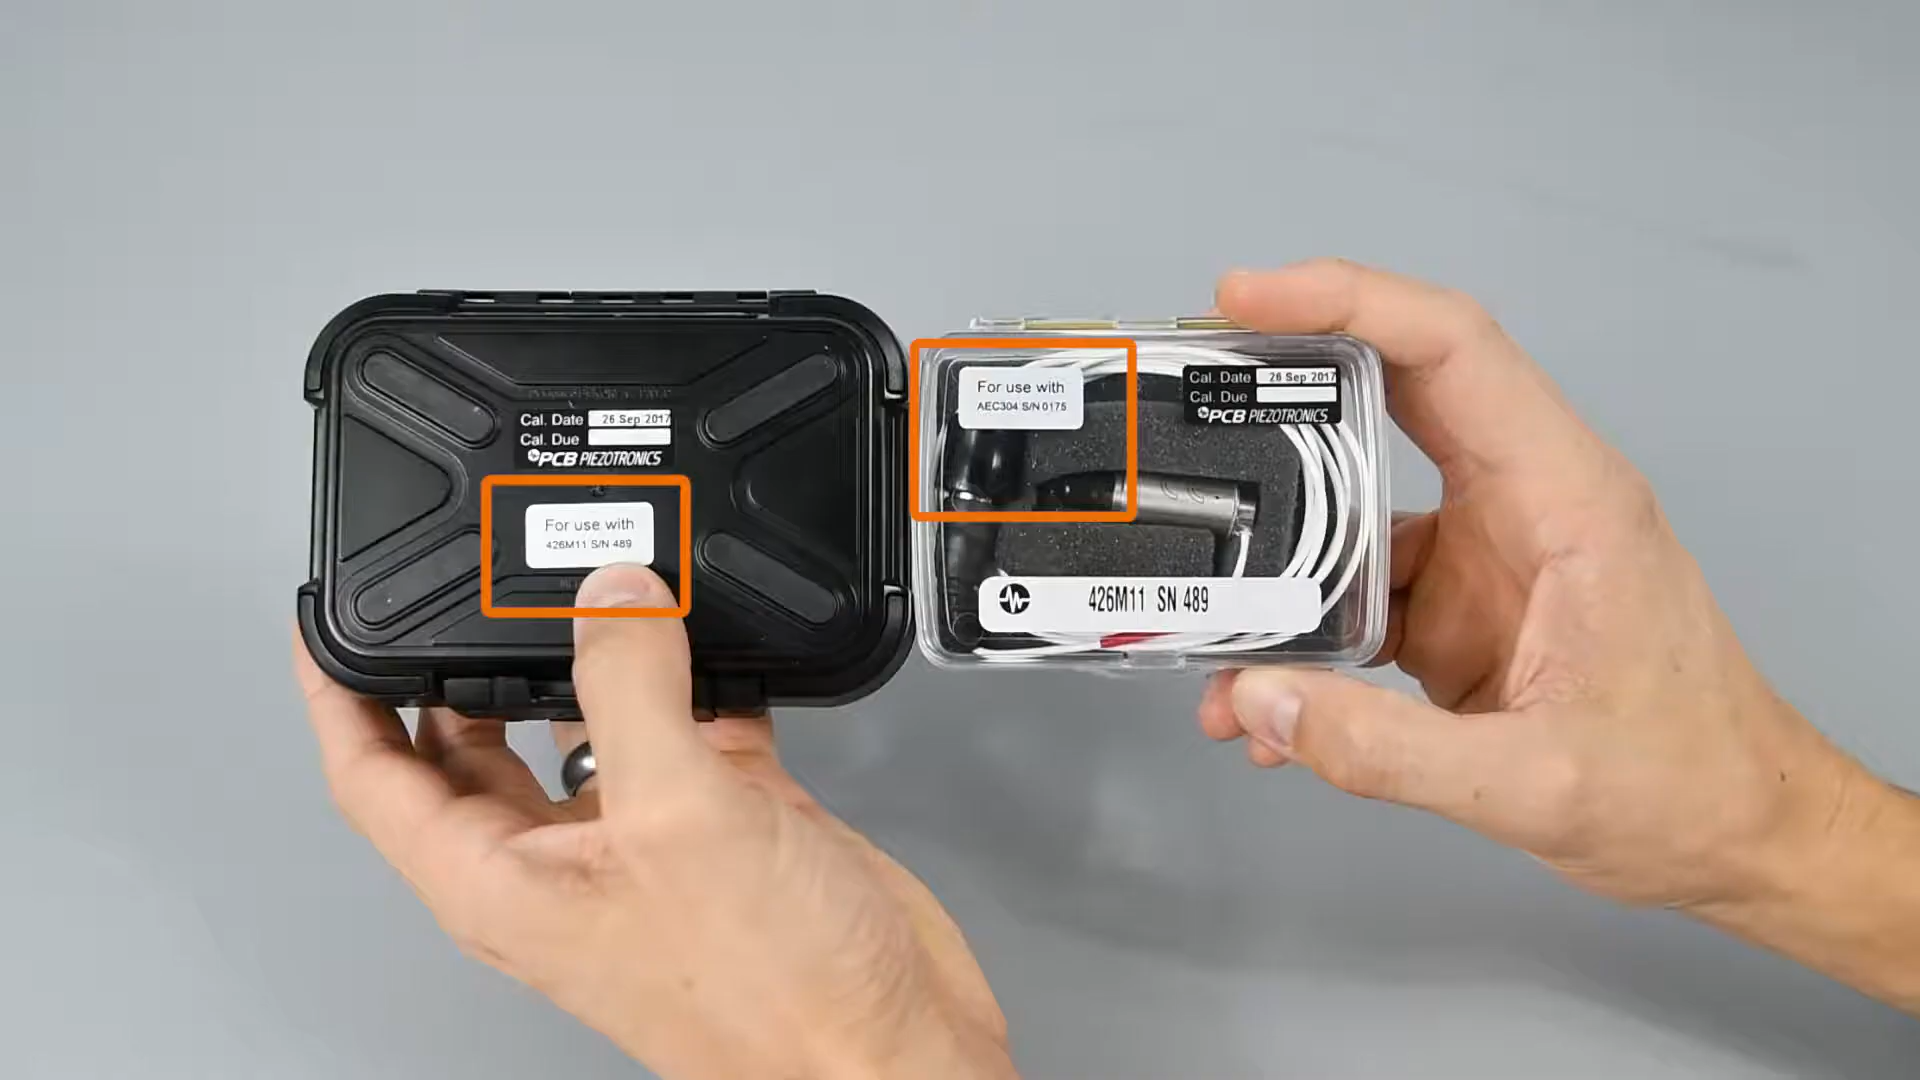 Cal. Date 26 Sep 2017
Cal. Due
PCB PIEZOTRONICS
For use with
426M11 S/N 489
For use with
AEC304 S/N 0175
Cal. Date 26 Sep 2017
Cal. Due
PCB PIEZOTRONICS
426M11 SN 489